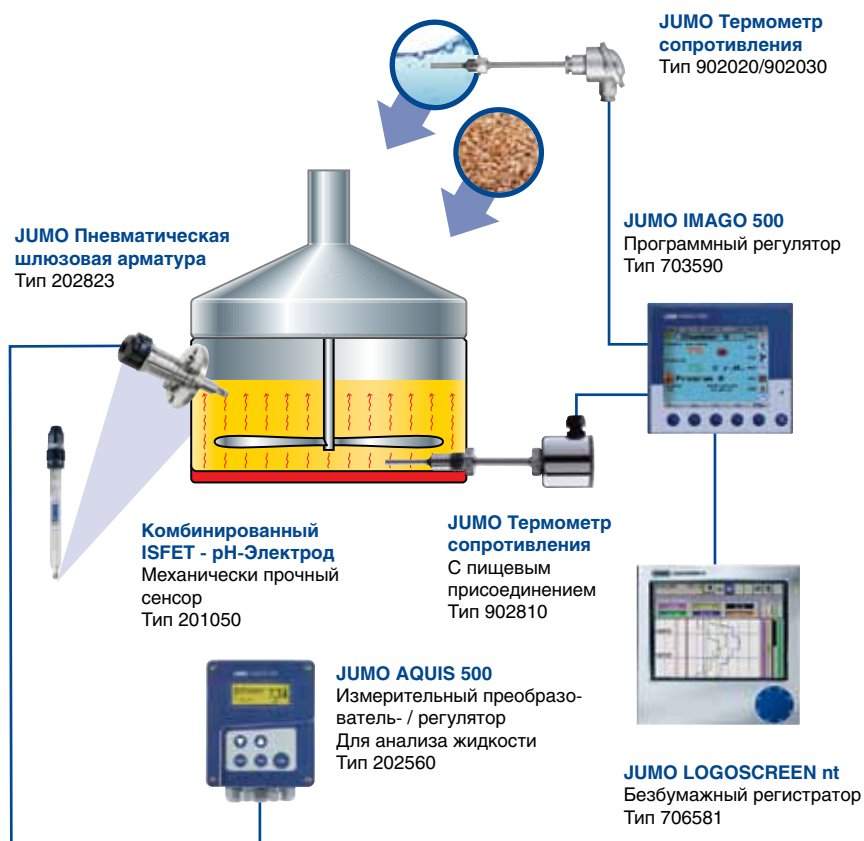 JUMO Термометр
сопротивления
Тип 902020/902030
JUMO Пневматическая
шлюзовая арматура
Тип 202823
JUMO IMAGO 500
Программный регулятор
Тип 703590
Комбинированный
ISFET - pH-Электрод
Механически прочный
сенсор
Тип 201050
JUMO Термометр
сопротивления
С пищевым
присоединением
Тип 902810
JUMO AQUIS 500
Измерительный преобразо-
ватель- / регулятор
Для анализа жидкости
Тип 202560
JUMO LOGOSCREEN nt
Безбумажный регистратор
Тип 706581